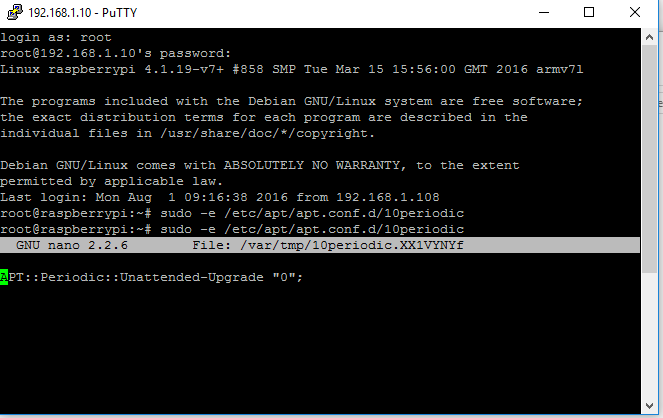 192.168.1.10 - PuTTY
login as: root
root@192.168.1.10's password:
Linux raspberrypi 4.1.19-v7+ #858 SMP Tue Mar 15 15:56:00 GMT 2016 armv7l
The programs included with the Debian GNU/Linux system are free software;
the exact distribution terms for each program are described in the
individual files in /usr/share/doc/*/copyright.
Debian GNU/Linux comes with ABSOLUTELY NO WARRANTY, to the extent
permitted by applicable law.
Last login: Mon Aug  1 09:16:38 2016 from 192.168.1.108
root@raspberrypi:~# sudo -e /etc/apt/apt.conf.d/10periodic
root@raspberrypi:~# sudo -e /etc/apt/apt.conf.d/10periodic
GNU nano 2.2.6        File: /var/tmp/10periodic.XX1VYNYf
APT::Periodic::Unattended-Upgrade "0";